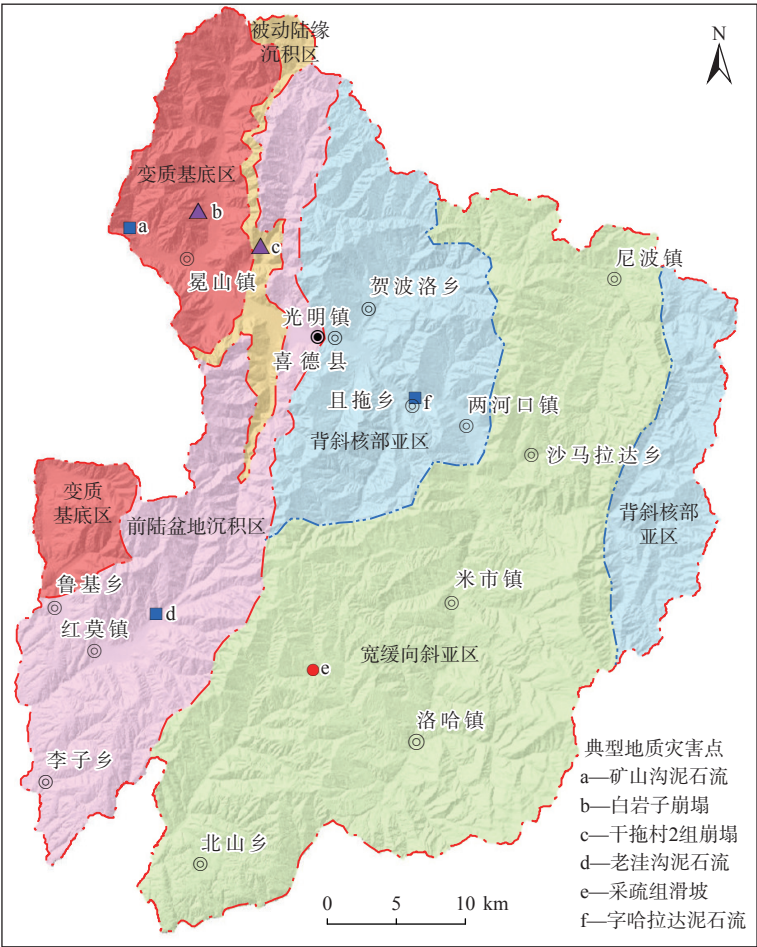 被动陆缘
沉积区
N
变质基底区
a
b
c
冕山镇
尼波镇
贺波洛乡
光明镇
喜德县
且拖乡
f
两河口镇
背斜核部亚区
沙马拉达乡
变质
基底区
前陆盆地沉积区
背斜核部
亚区
鲁基乡
d
米市镇
红莫镇
宽缓向斜亚区
e
洛哈镇
李子乡
北山乡
典型地质灾害点
a—矿山沟泥石流
b—白岩子崩塌
c—干拖村2组崩塌
d—老洼沟泥石流
e—采疏组滑坡
f—字哈拉达泥石流
0 5 10 km